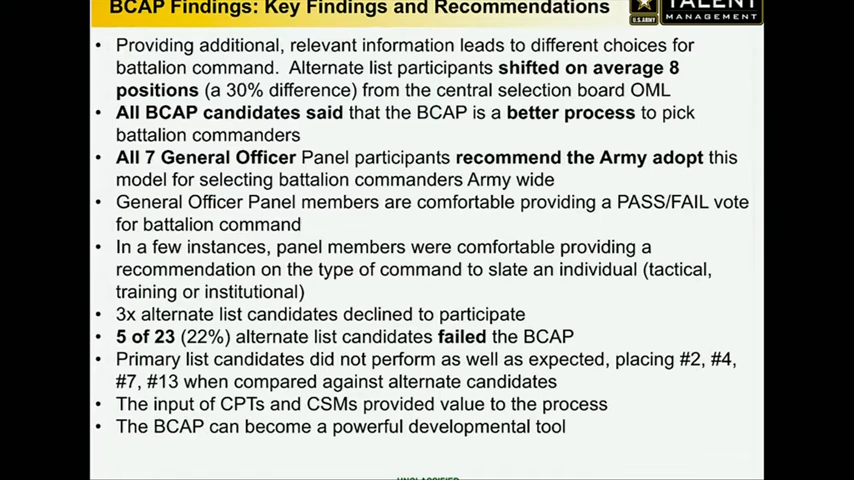 BCAP Findings: Key Findings and Recommendations
TALENT
MANAGEMENT
U.S.ARMY
• Providing additional, relevant information leads to different choices for
battalion command. Alternate list participants shifted on average 8
positions (a 30% difference) from the central selection board OML
• All BCAP candidates said that the BCAP is a better process to pick
battalion commanders
• All 7 General Officer Panel participants recommend the Army adopt this
model for selecting battalion commanders Army wide
• General Officer Panel members are comfortable providing a PASS/FAIL vote
for battalion command
• In a few instances, panel members were comfortable providing a
recommendation on the type of command to slate an individual (tactical,
training or institutional)
• 3x alternate list candidates declined to participate
• 5 of 23 (22%) alternate list candidates failed the BCAP
• Primary list candidates did not perform as well as expected, placing #2, #4,
#7, #13 when compared against alternate candidates
• The input of CPTs and CSMs provided value to the process
• The BCAP can become a powerful developmental tool
UNCLASSIFIED